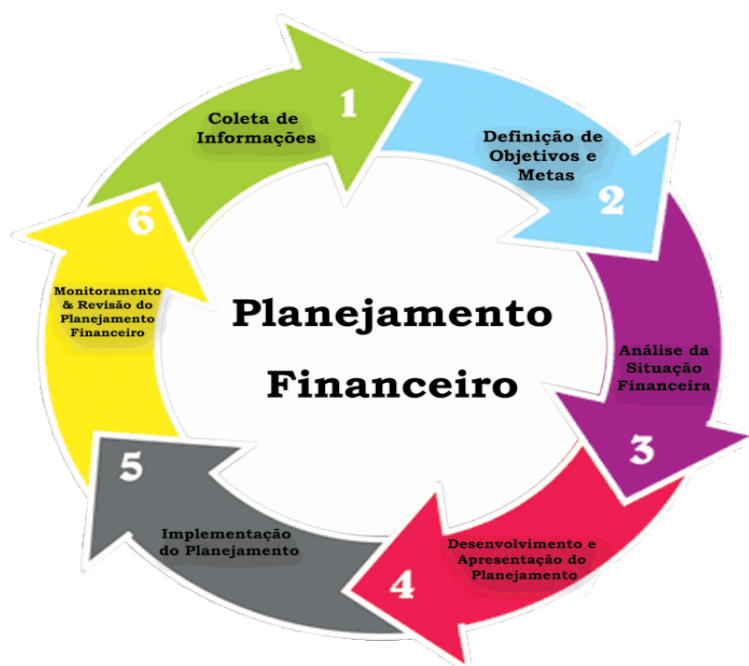 1
Coleta de
Informações
Definição de
Objetivos e
Metas
2
Análise da
Situação
Financeira
3
Desenvolvimento e
Apresentação do
Planejamento
4
Implementação
do Planejamento
5
Monitoramento
& Revisão do
Planejamento
Financeiro
6
Planejamento
Financeiro